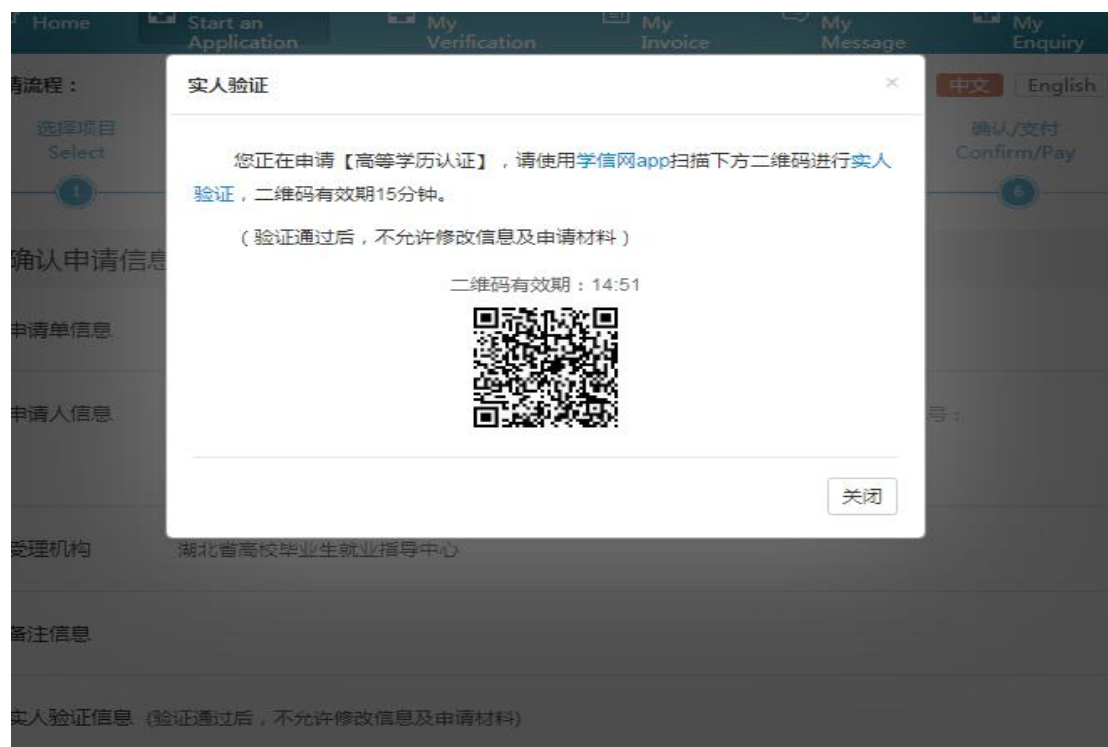 Home
Start an
Application
My
Verification
My
Invoice
My
Message
My
Enquiry
流程：
中文 English
选择项目
Select
1
确认/支付
Confirm/Pay
6
确认申请信息
申请单信息
申请人信息
号：
受理机构 湖北省高校毕业生就业指导中心
备注信息
实人验证信息 (验证通过后，不允许修改信息及申请材料)
实人验证 ×
您正在申请【高等学历认证】，请使用学信网app扫描下方二维码进行实人
验证，二维码有效期15分钟。
（验证通过后，不允许修改信息及申请材料）
二维码有效期：14:51
关闭